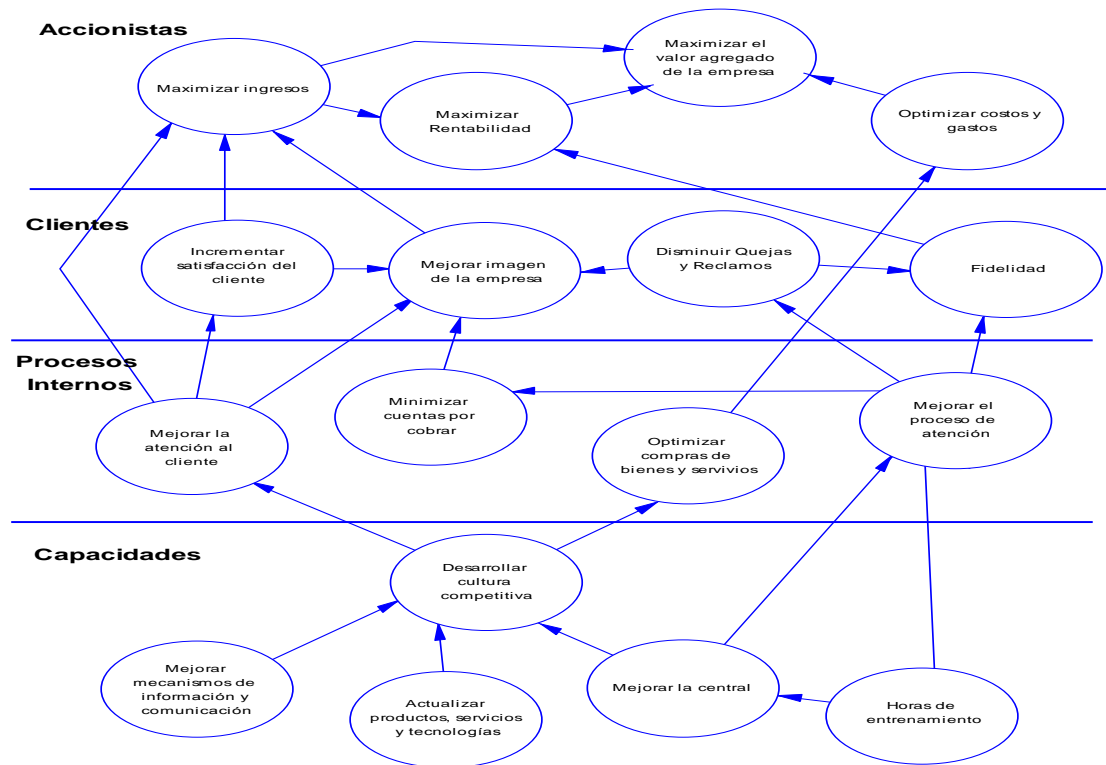 Accionistas
Maximizar ingresos
Maximizar
Rentabilidad
Maximizar el
valor agregado
de la empresa
Optimizar costos y
gastos
Clientes
Incrementar
satisfacción del
cliente
Mejorar imagen
de la empresa
Disminuir Quejas
y Reclamos
Fidelidad
Procesos
Internos
Mejorar la
atención al
cliente
Minimizar
cuentas por
cobrar
Optimizar
compras de
bienes y servivios
Mejorar el
proceso de
atención
Capacidades
Desarrollar
cultura
competitiva
Mejorar
mecanismos de
información y
comunicación
Actualizar
productos, servicios
y tecnologías
Mejorar la central
Horas de
entrenamiento